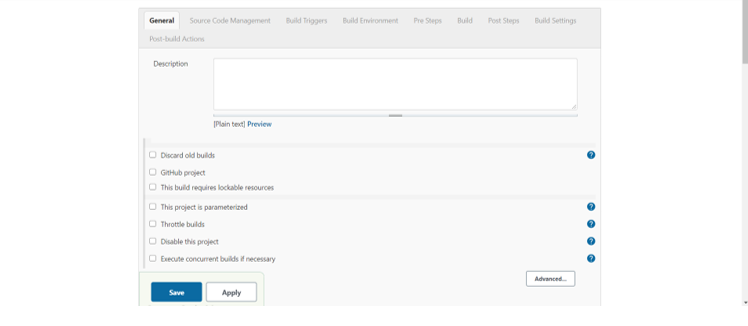 General Source Code Management Build Triggers Build Environment Pre Steps Build Post Steps Build Settings
Post-build Actions
Description
[Plain text] Preview
Discard old builds ?
GitHub project
This build requires lockable resources
This project is parameterized ?
Throttle builds ?
Disable this project ?
Execute concurrent builds if necessary ?
Advanced...
Save Apply